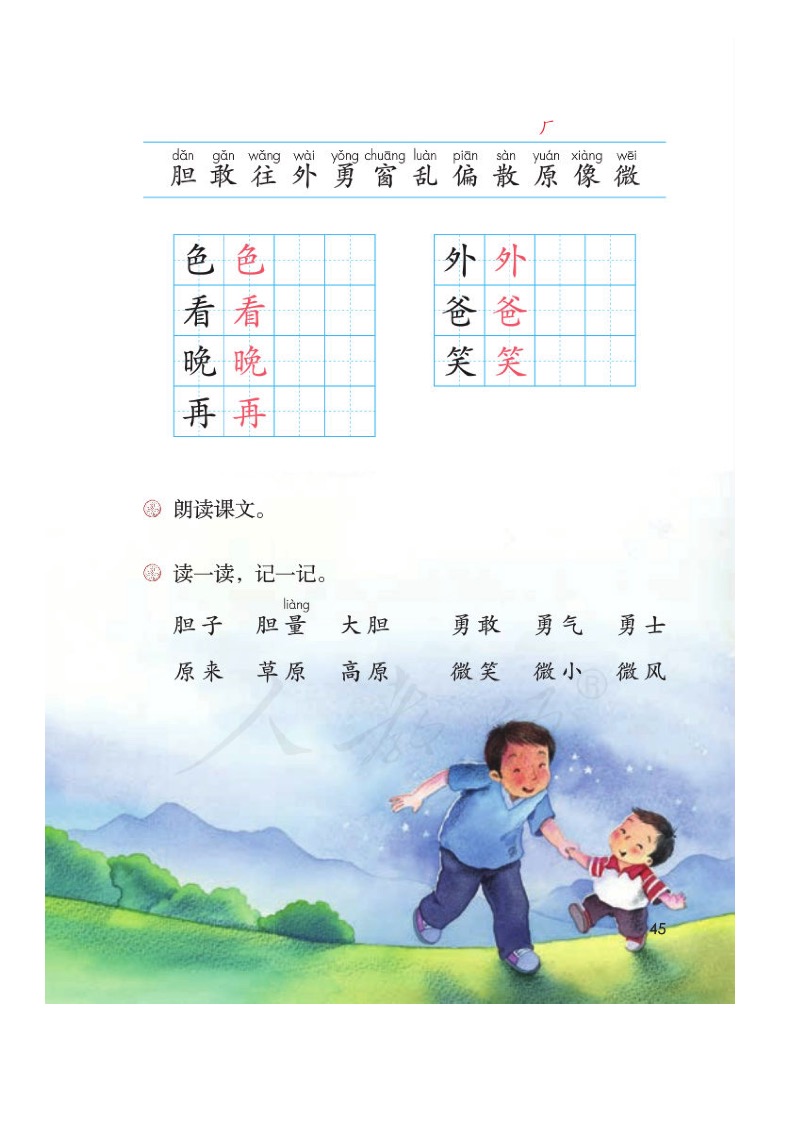 厂
dǎn gǎn wǎng wài yǒng chuāng luàn piān sàn yuán xiàng wēi
胆 敢 往 外 勇 窗 乱 偏 散 原 像 微
色 色 外 外
看 看 爸 爸
晚 晚 笑 笑
再 再
朗读课文。
读一读，记一记。
liàng
胆子 胆量 大胆 勇敢 勇气 勇士
原来 草原 高原 微笑 微小 微风
人教版®
45